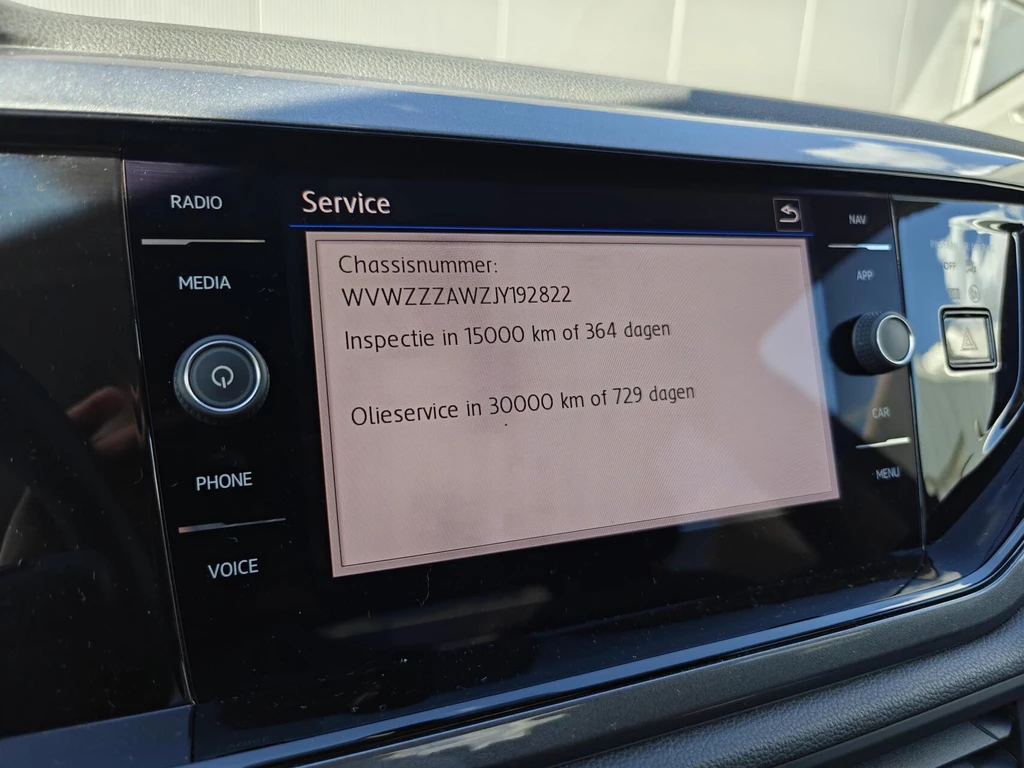 RADIO
MEDIA
PHONE
VOICE
Service
Chassisnummer:
WVWZZZAWZJY192822
Inspectie in 15000 km of 364 dagen
Olieservice in 30000 km of 729 dagen
NAV
APP
CAR
MENU
OFF